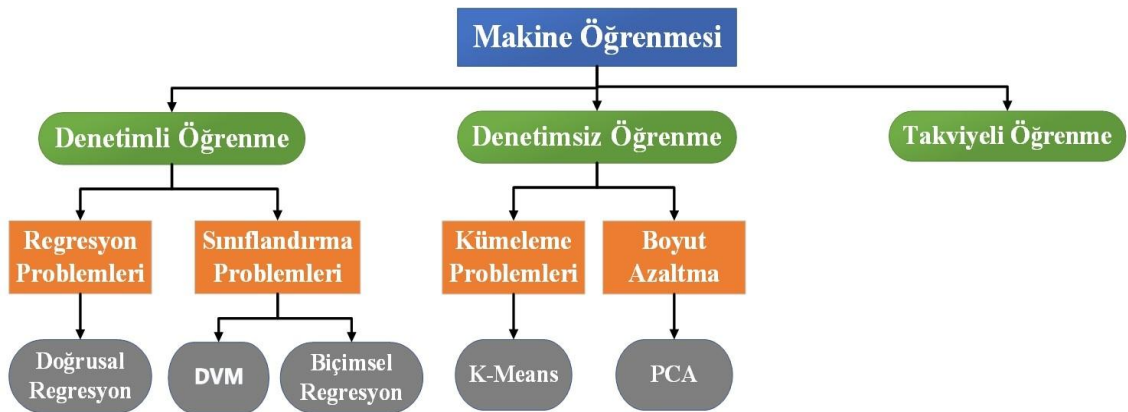 Makine Öğrenmesi
Denetimli Öğrenme
Denetimsiz Öğrenme
Takviyeli Öğrenme
Regresyon
Problemleri
Sınıflandırma
Problemleri
Kümeleme
Problemleri
Boyut
Azaltma
Doğrusal
Regresyon
DVM
Biçimsel
Regresyon
K-Means
PCA